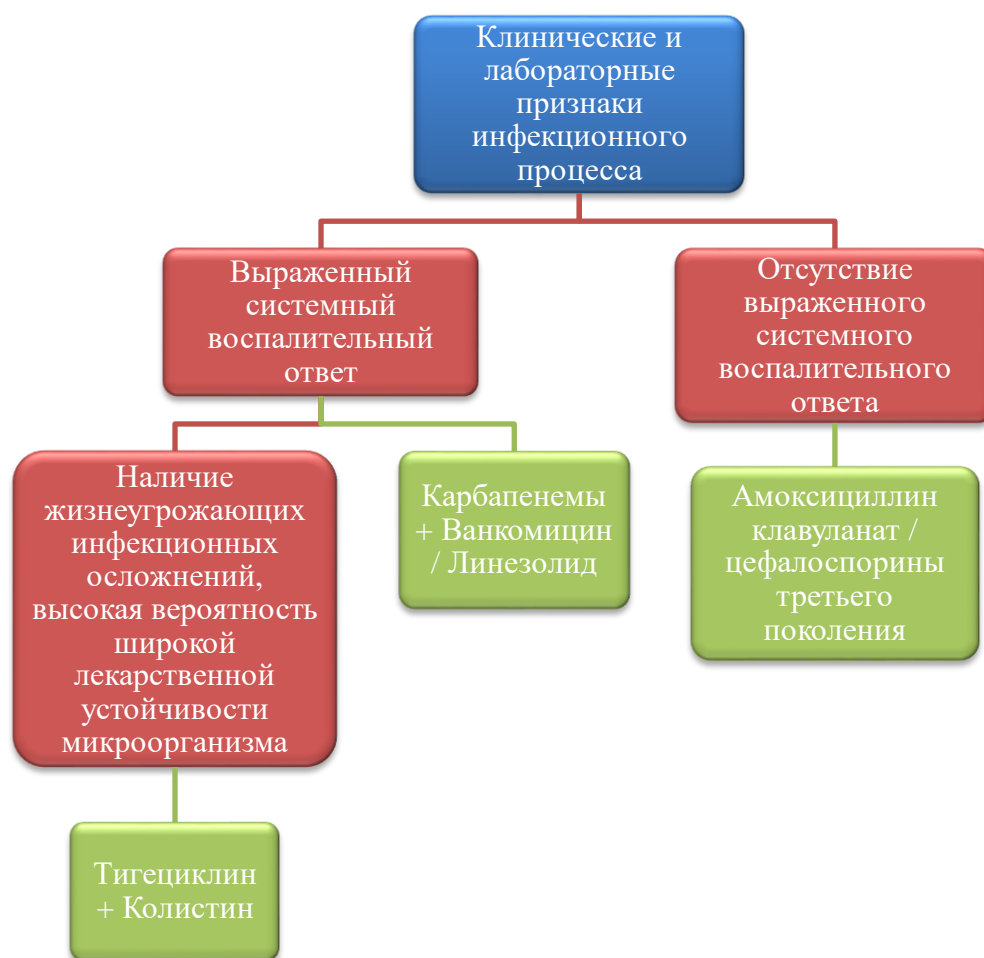 Клинические и
лабораторные
признаки
инфекционного
процесса
Выраженный
системный
воспалительный
ответ
Отсутствие
выраженного
системного
воспалительного
ответа
Наличие
жизнеугрожающих
инфекционных
осложнений,
высокая вероятность
широкой
лекарственной
устойчивости
микроорганизма
Карбапенемы
+ Ванкомицин
/ Линезолид
Амоксициллин
клавуланат /
цефалоспорины
третьего
поколения
Тигециклин
+ Колистин